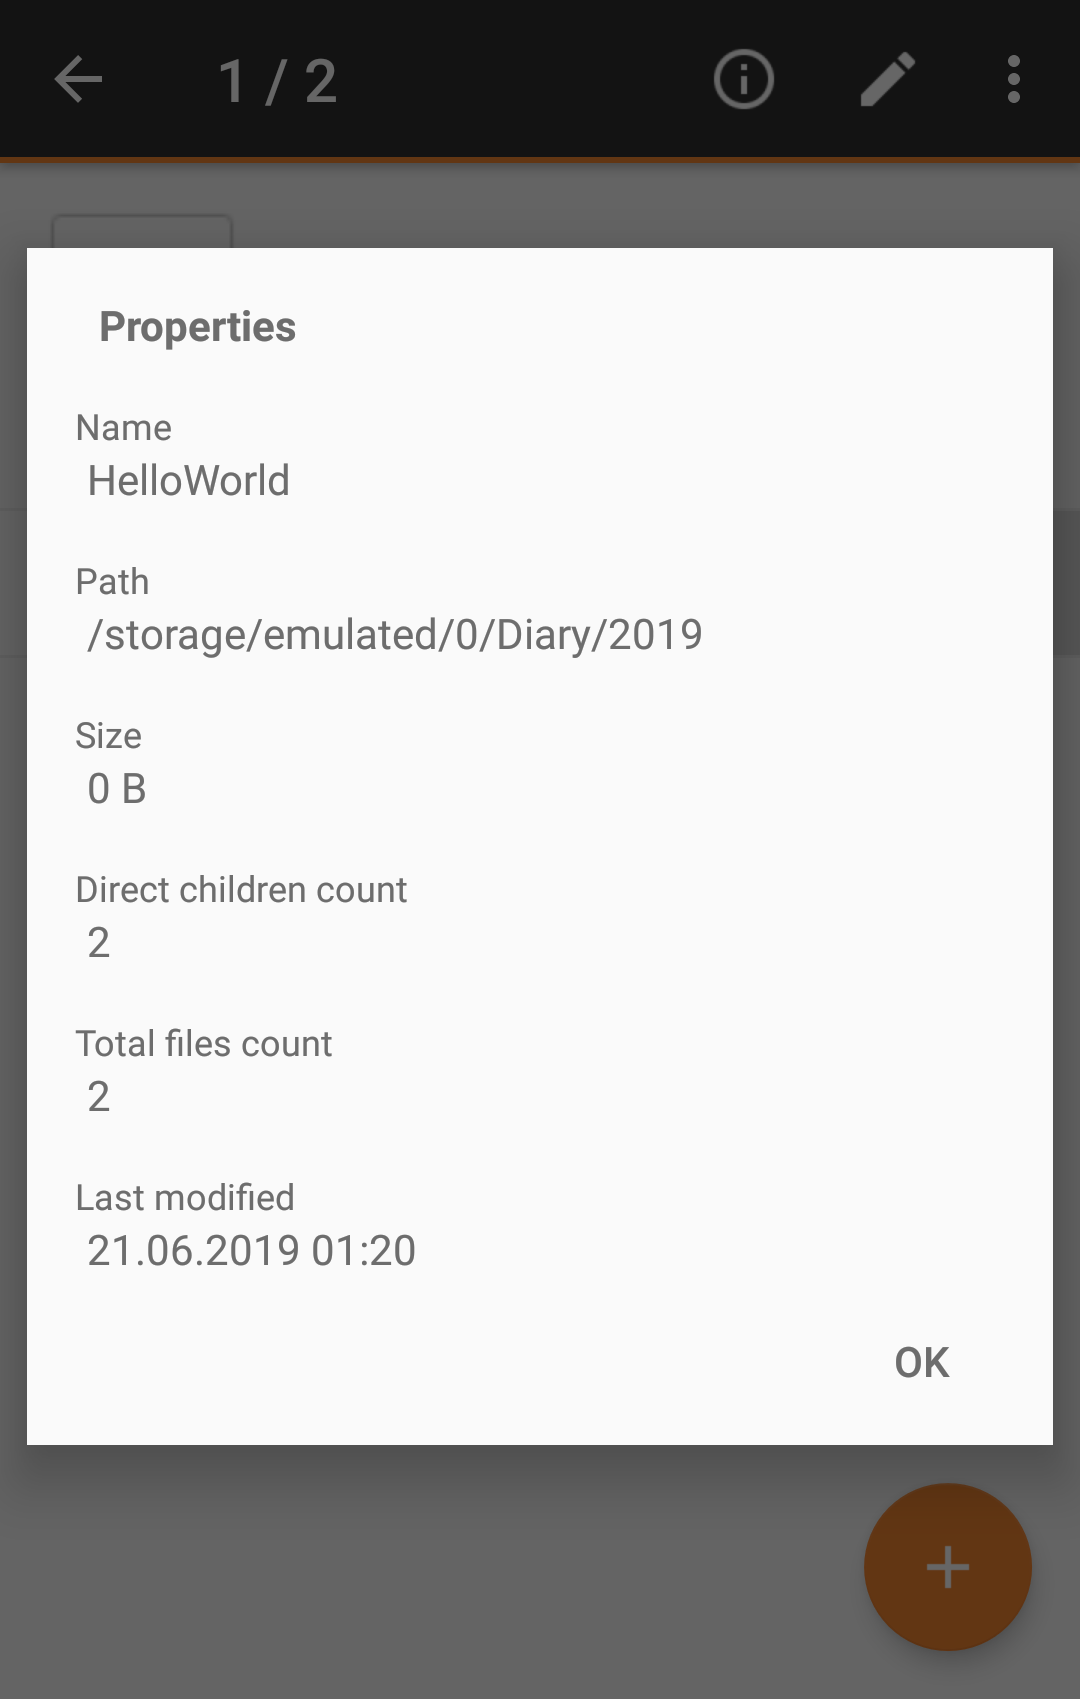 1 / 2
Properties
Name
HelloWorld
Path
/storage/emulated/0/Diary/2019
Size
0 B
Direct children count
2
Total files count
2
Last modified
21.06.2019 01:20
OK